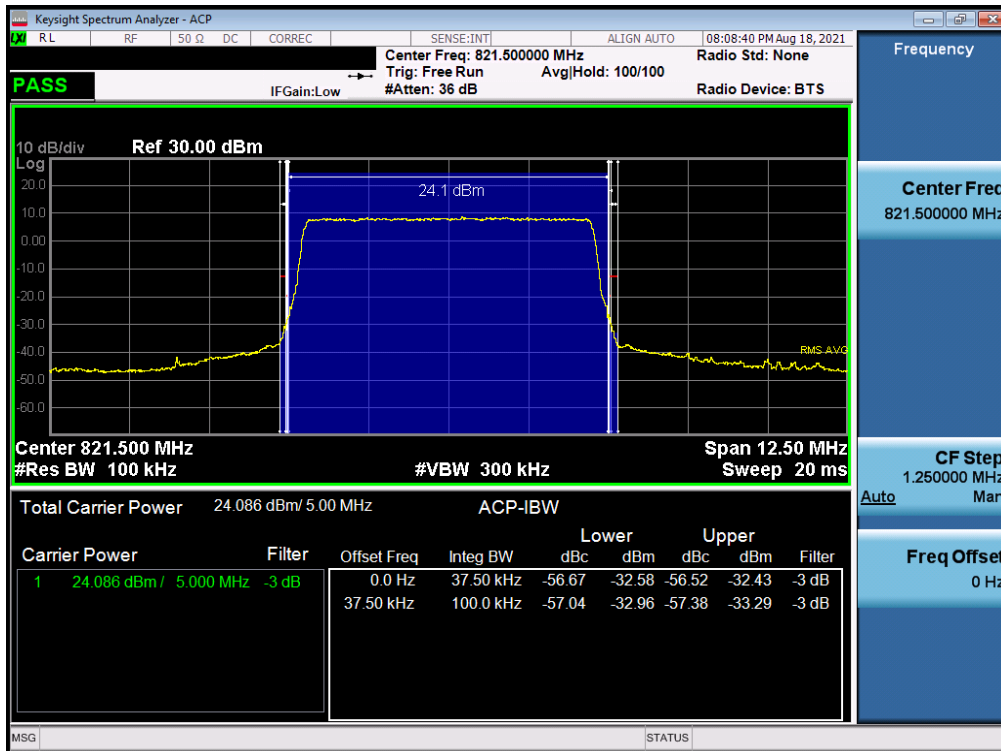 Keysight Spectrum Analyzer - ACP
LXI RL RF 50 Ω DC CORREC SENSE:INT ALIGN AUTO 08:08:40 PM Aug 18, 2021
Center Freq: 821.500000 MHz Radio Std: None
Trig: Free Run Avg|Hold: 100/100
PASS IFGain:Low #Atten: 36 dB Radio Device: BTS
10 dB/div Ref 30.00 dBm
Log
20.0
24.1 dBm
10.0
0.00
-10.0
-20.0
-30.0
-40.0
RMS AVG
-50.0
-60.0
Center 821.500 MHz Span 12.50 MHz
#Res BW 100 kHz #VBW 300 kHz Sweep 20 ms
Total Carrier Power 24.086 dBm/ 5.00 MHz ACP-IBW
Lower Upper
Carrier Power Filter Offset Freq Integ BW dBc dBm dBc dBm Filter
1 24.086 dBm / 5.000 MHz -3 dB 0.0 Hz 37.50 kHz -56.67 -32.58 -56.52 -32.43 -3 dB
37.50 kHz 100.0 kHz -57.04 -32.96 -57.38 -33.29 -3 dB
MSG STATUS
Frequency
Center Freq
821.500000 MHz
CF Step
1.250000 MHz
Auto Man
Freq Offset
0 Hz